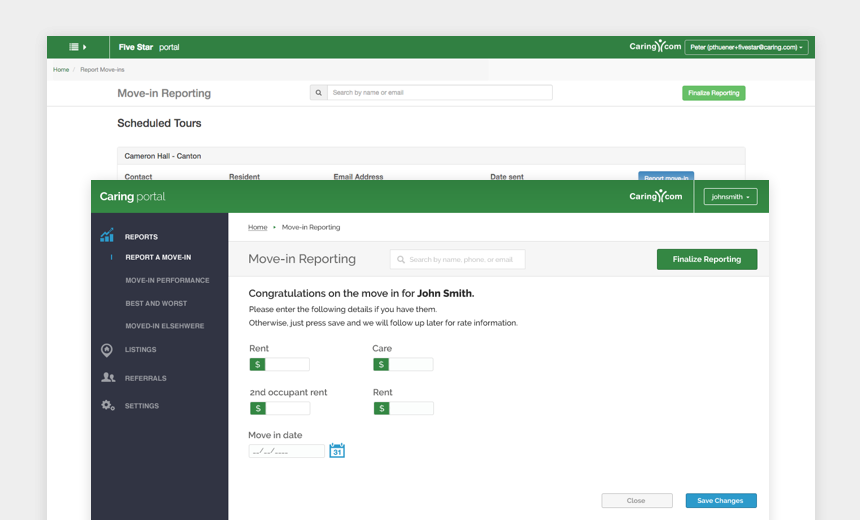 Five Star portal
Caring.com
Peter (pthuener+fivestar@caring.com)
Home / Report Move-ins
Move-in Reporting
Search by name or email
Finalize Reporting
Scheduled Tours
Cameron Hall - Canton
Contact Resident Email Address Date sent Report move-in
Caring portal
Caring.com
johnsmith
REPORTS
REPORT A MOVE-IN
MOVE-IN PERFORMANCE
BEST AND WORST
MOVED-IN ELSEHWERE
LISTINGS
REFERRALS
SETTINGS
Home Move-in Reporting
Move-in Reporting
Search by name, phone, or email
Finalize Reporting
Congratulations on the move in for John Smith.
Please enter the following details if you have them.
Otherwise, just press save and we will follow up later for rate information.
Rent Care
$ $
2nd occupant rent Rent
$ $
Move in date
__/__/____ 31
Close Save Changes